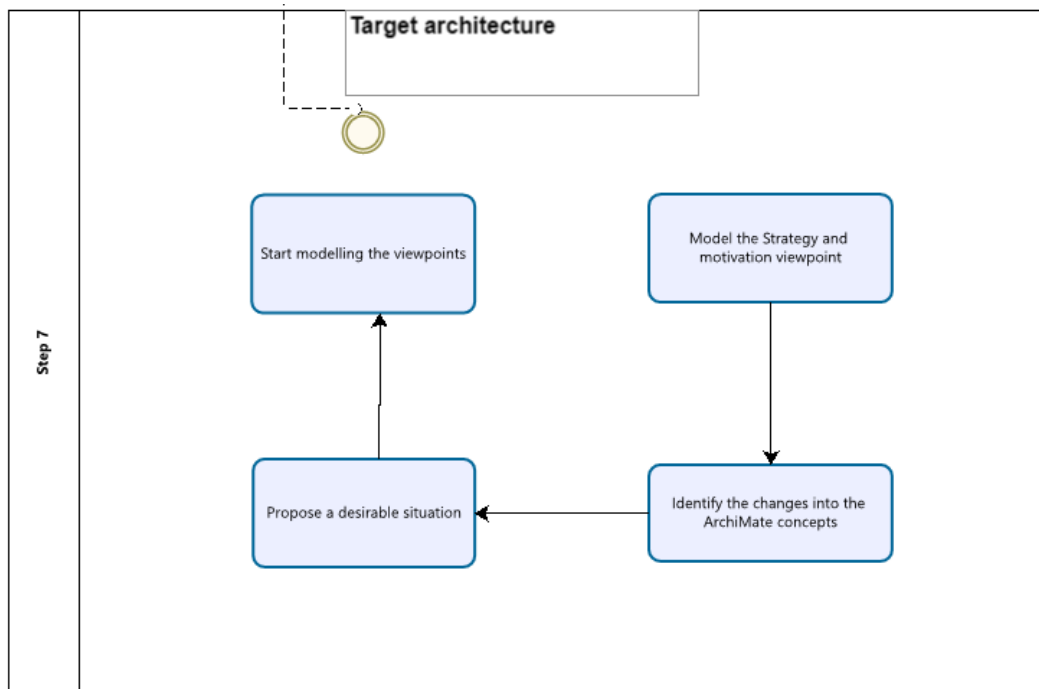 Target architecture
Step 7
Start modelling the viewpoints
Model the Strategy and
motivation viewpoint
Propose a desirable situation
Identify the changes into the
ArchiMate concepts